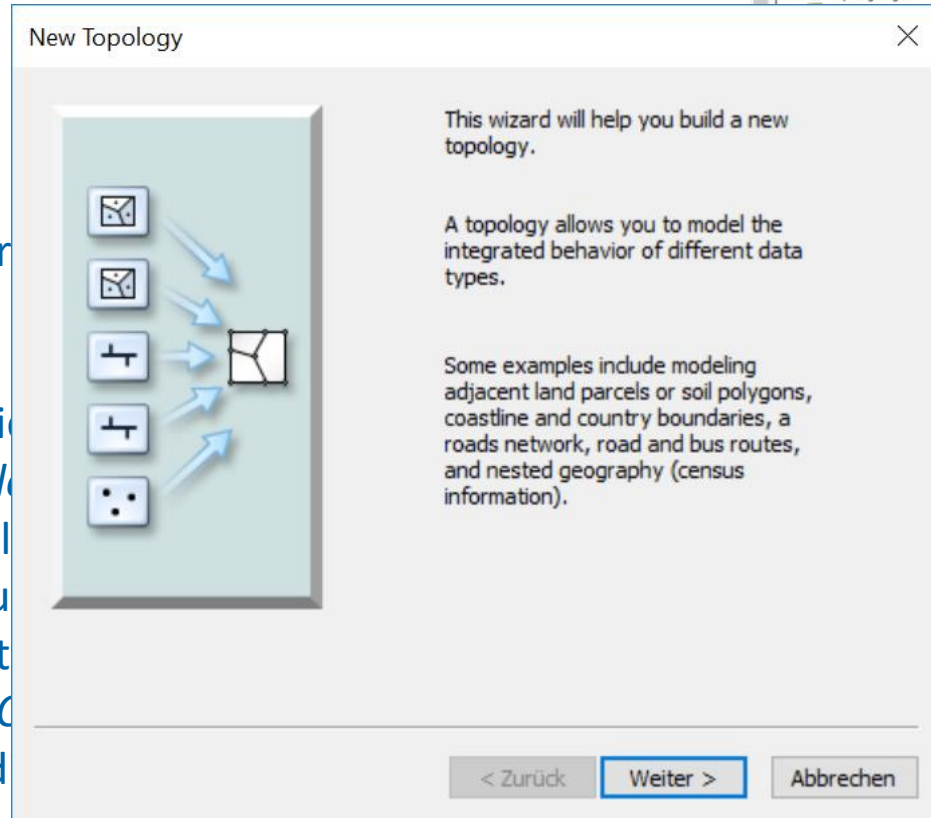 New Topology
This wizard will help you build a new
topology.
A topology allows you to model the
integrated behavior of different data
types.
Some examples include modeling
adjacent land parcels or soil polygons,
coastline and country boundaries, a
roads network, road and bus routes,
and nested geography (census
information).
< Zurück
Weiter >
Abbrechen